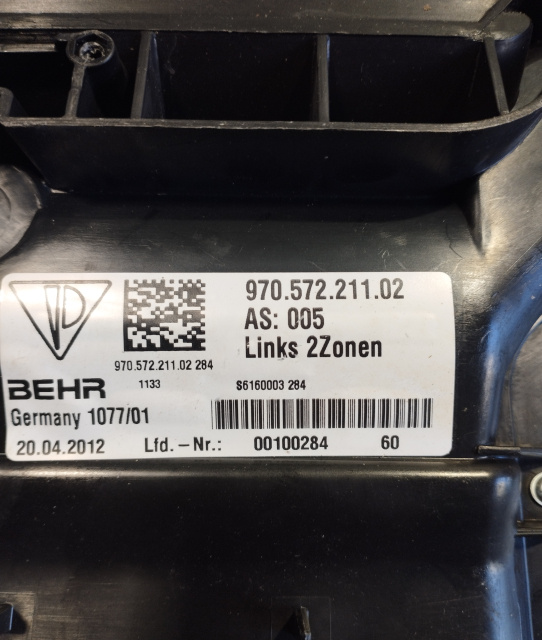 970.572.211.02
AS: 005
Links 2Zonen
970.572.211.02 284
1133
S6160003 284
BEHR
Germany 1077/01
20.04.2012 Lfd.-Nr.: 00100284 60